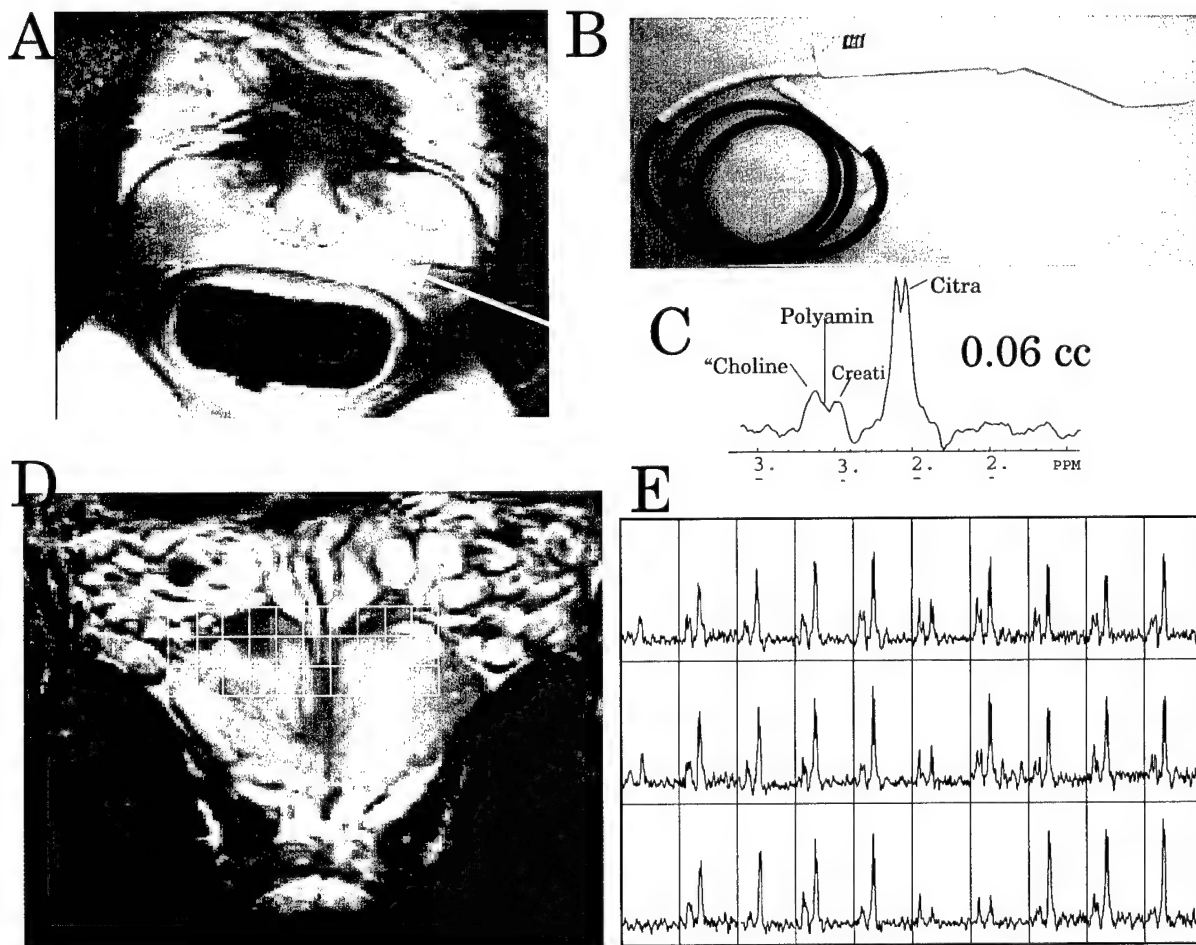 A
B
C
Citra
Polyamin
0.06 cc
"Choline
Creati
3. 3. 2. 2. PPM
D
E